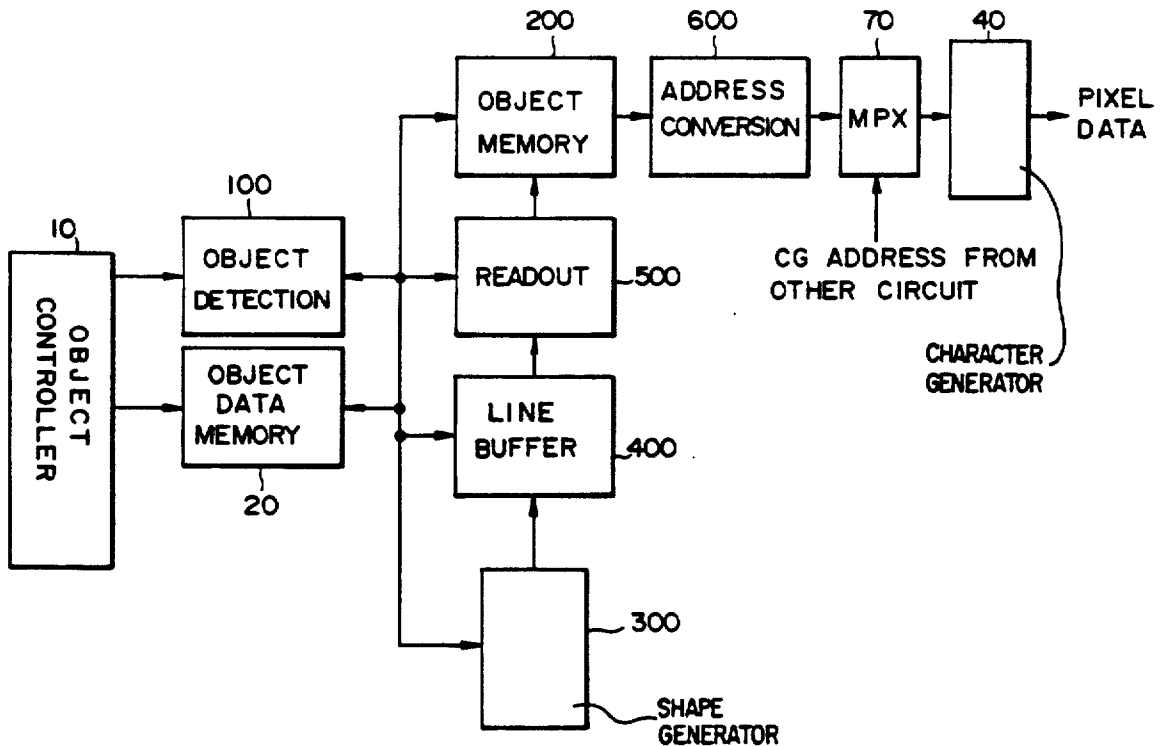 200
600
70
40
OBJECT
MEMORY
ADDRESS
CONVERSION
MPX
PIXEL
DATA
100
10
OBJECT
DETECTION
READOUT
500
CG ADDRESS FROM
OTHER CIRCUIT
OBJECT
CONTROLLER
OBJECT
DATA
MEMORY
20
LINE
BUFFER
400
CHARACTER
GENERATOR
300
SHAPE
GENERATOR